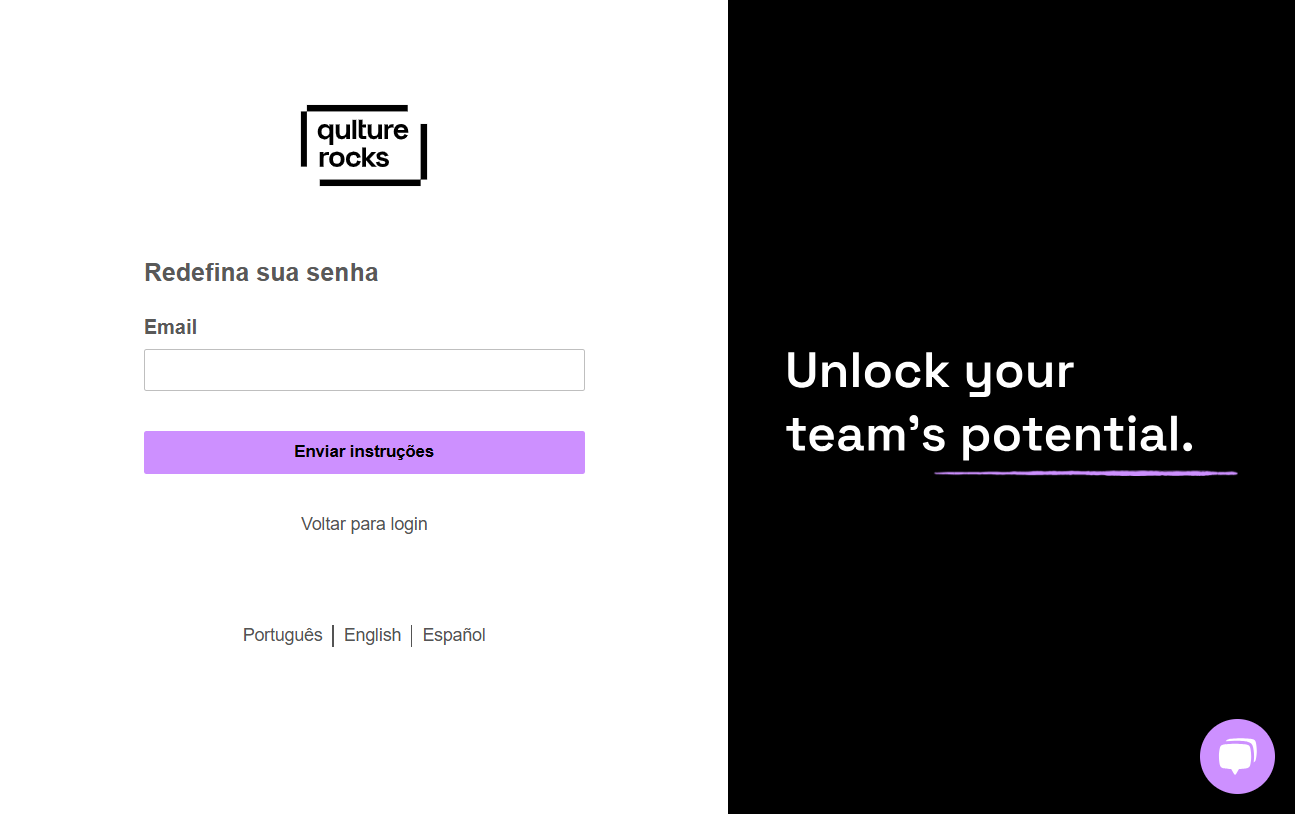 qulture
rocks
Redefina sua senha
Email
Enviar instruções
Voltar para login
Português
English
Español
Unlock your
team’s potential.